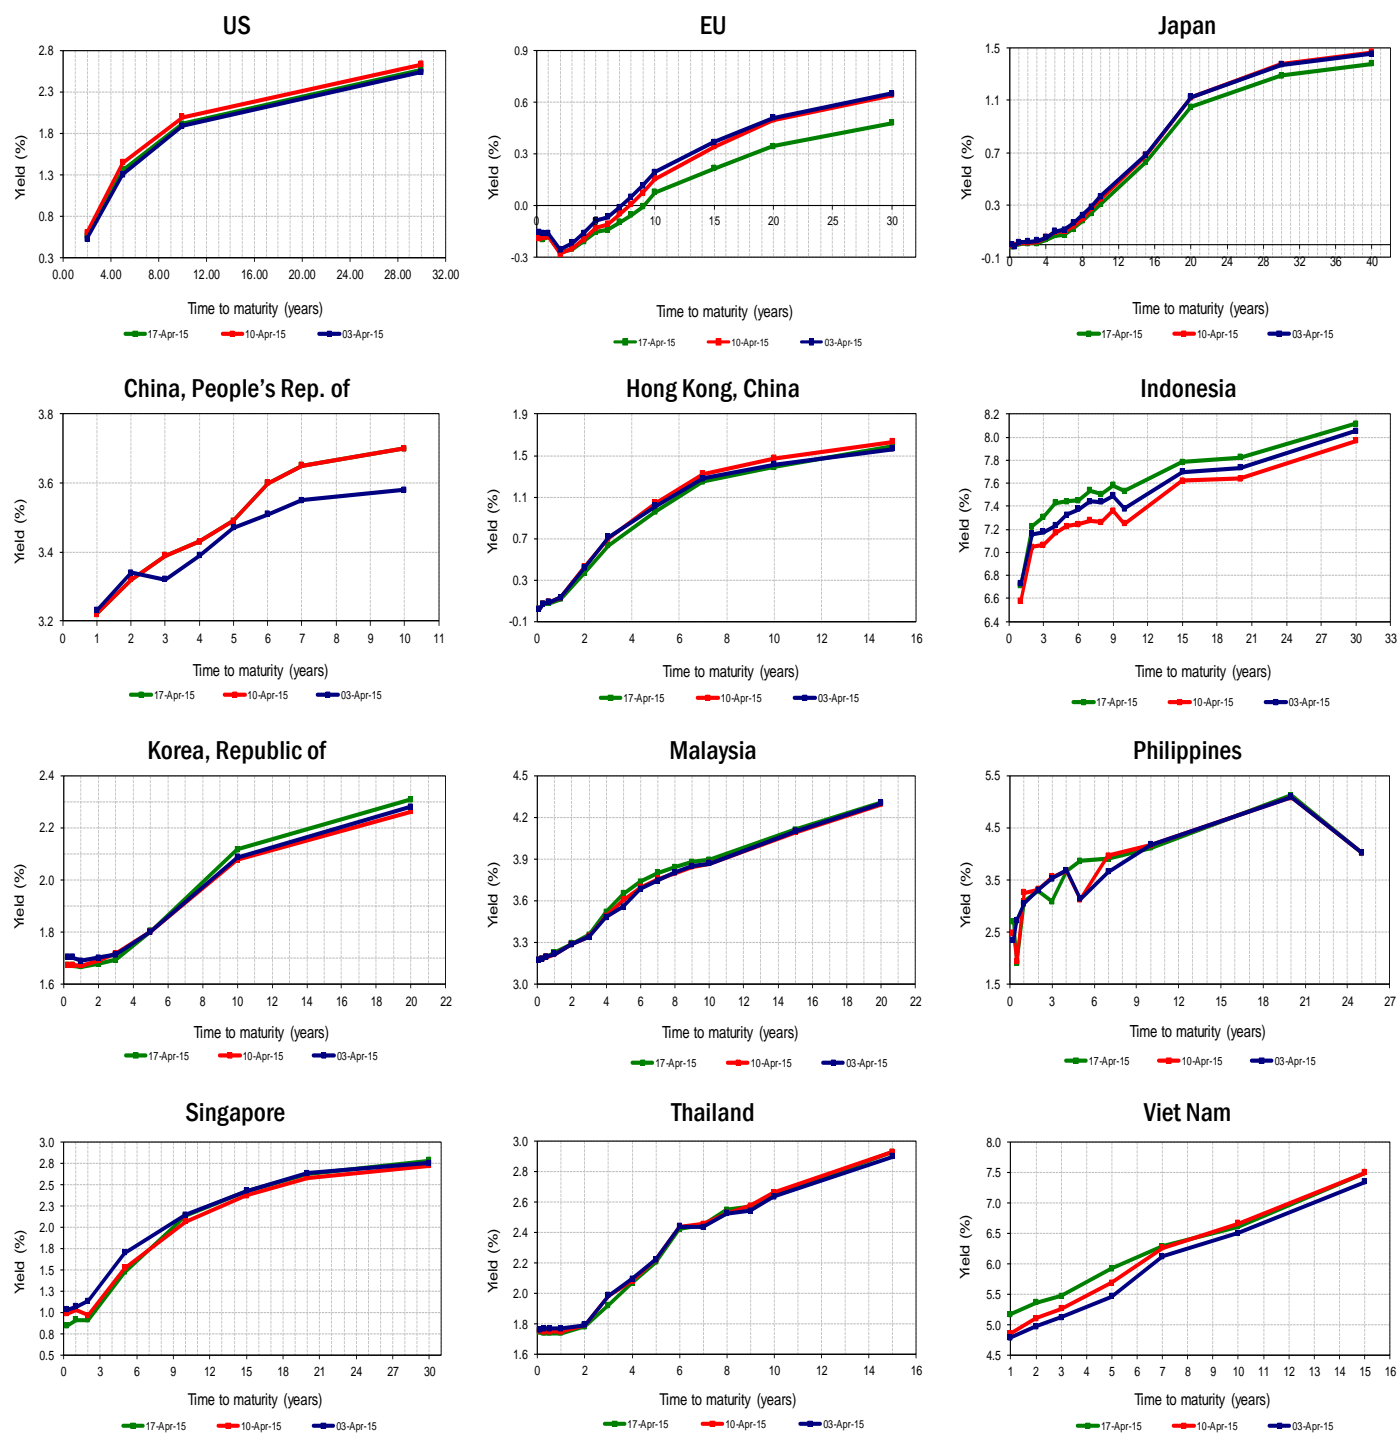 US
EU
Japan
Yield (%)
2.8
2.3
1.8
1.3
0.8
0.3
0.00 4.00 8.00 12.00 16.00 20.00 24.00 28.00 32.00
Time to maturity (years)
17-Apr-15 10-Apr-15 03-Apr-15
Yield (%)
0.9
0.6
0.3
0.0
-0.3
0 5 10 15 20 25 30
Time to maturity (years)
17-Apr-15 10-Apr-15 03-Apr-15
Yield (%)
1.5
1.1
0.7
0.3
-0.1
0 4 8 12 16 20 24 28 32 36 40
Time to maturity (years)
17-Apr-15 10-Apr-15 03-Apr-15
China, People's Rep. of
Hong Kong, China
Indonesia
Yield (%)
3.8
3.6
3.4
3.2
0 1 2 3 4 5 6 7 8 9 10 11
Time to maturity (years)
17-Apr-15 10-Apr-15 03-Apr-15
Yield (%)
1.9
1.5
1.1
0.7
0.3
-0.1
0 2 4 6 8 10 12 14 16
Time to maturity (years)
17-Apr-15 10-Apr-15 03-Apr-15
Yield (%)
8.2
8.0
7.8
7.6
7.4
7.2
7.0
6.8
6.6
6.4
0 3 6 9 12 15 18 21 24 27 30 33
Time to maturity (years)
17-Apr-15 10-Apr-15 03-Apr-15
Korea, Republic of
Malaysia
Philippines
Yield (%)
2.4
2.2
2.0
1.8
1.6
0 2 4 6 8 10 12 14 16 18 20 22
Time to maturity (years)
17-Apr-15 10-Apr-15 03-Apr-15
Yield (%)
4.5
4.2
3.9
3.6
3.3
3.0
0 2 4 6 8 10 12 14 16 18 20 22
Time to maturity (years)
17-Apr-15 10-Apr-15 03-Apr-15
Yield (%)
5.5
4.5
3.5
2.5
1.5
0 3 6 9 12 15 18 21 24 27
Time to maturity (years)
17-Apr-15 10-Apr-15 03-Apr-15
Singapore
Thailand
Viet Nam
Yield (%)
3.0
2.8
2.5
2.3
2.0
1.8
1.5
1.3
1.0
0.8
0.5
0 3 6 9 12 15 18 21 24 27 30
Time to maturity (years)
17-Apr-15 10-Apr-15 03-Apr-15
Yield (%)
3.0
2.8
2.6
2.4
2.2
2.0
1.8
1.6
0 2 4 6 8 10 12 14 16
Time to maturity (years)
17-Apr-15 10-Apr-15 03-Apr-15
Yield (%)
8.0
7.5
7.0
6.5
6.0
5.5
5.0
4.5
1 2 3 4 5 6 7 8 9 10 11 12 13 14 15 16
Time to maturity (years)
17-Apr-15 10-Apr-15 03-Apr-15